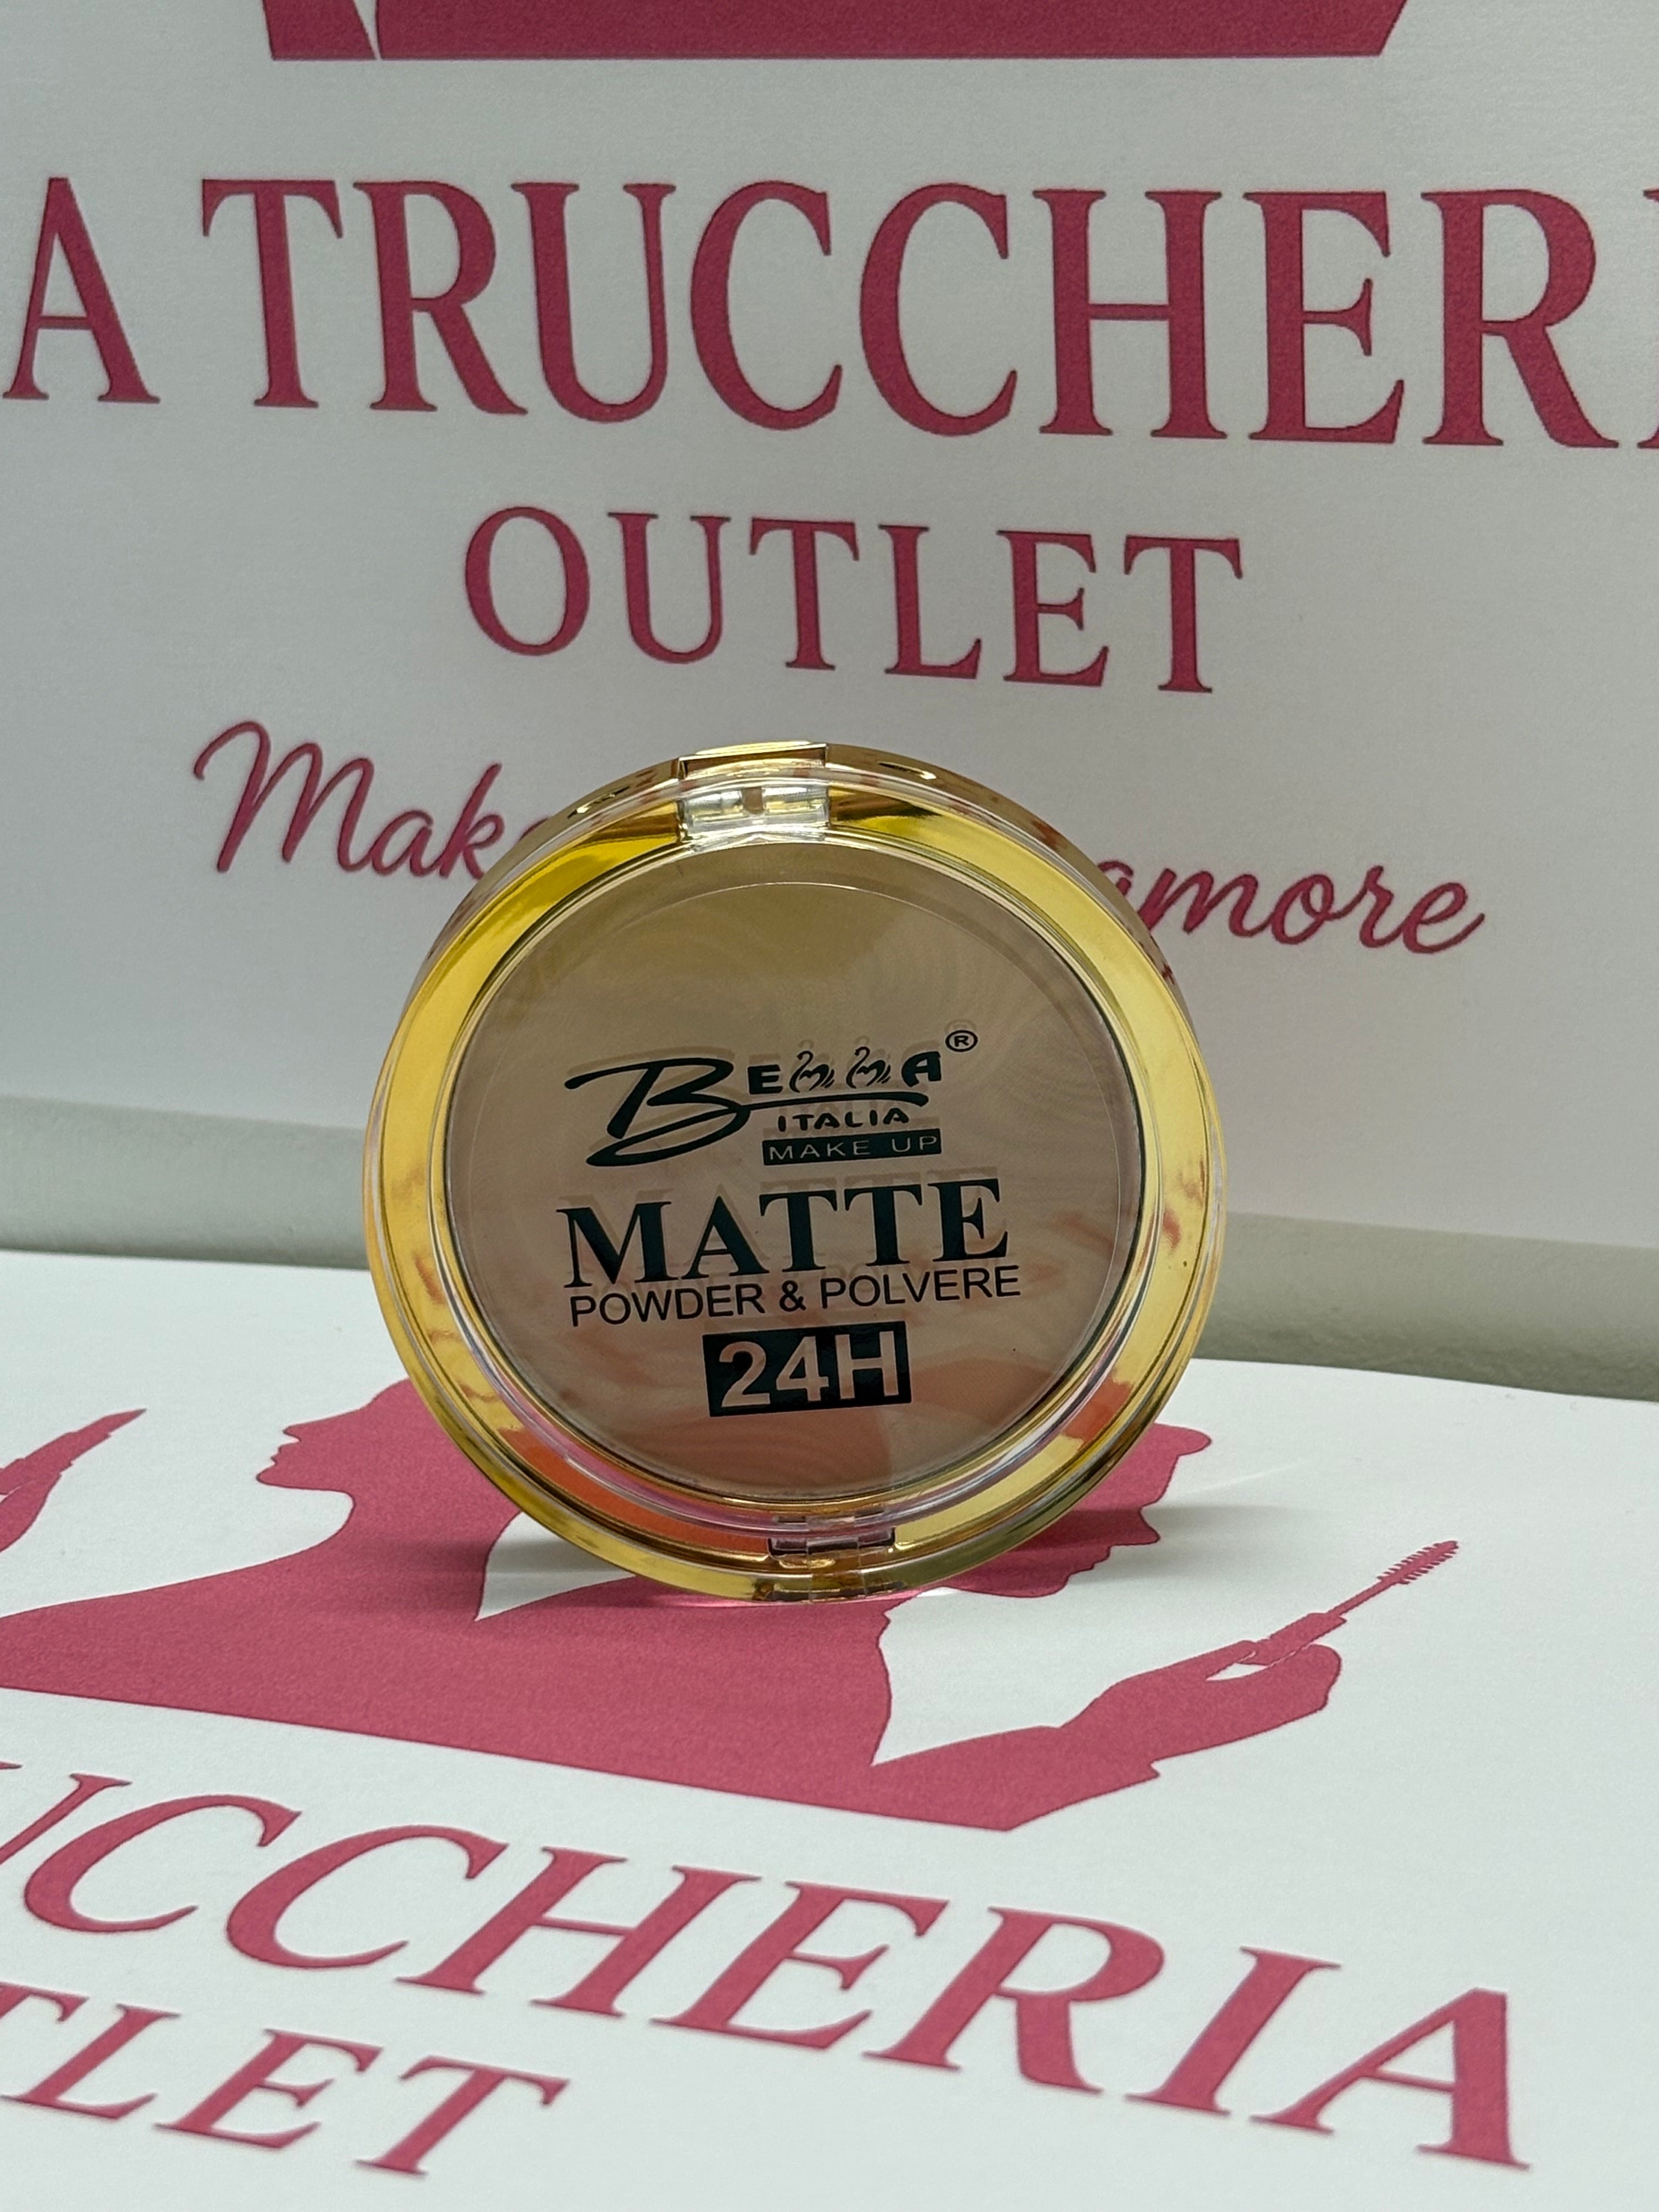 A TRUCCHER
OUTLET
Mak amore
BELLA®
ITALIA
MAKE UP
MATTE
POWDER & POLVERE
24H
UCCHERIA
TLET